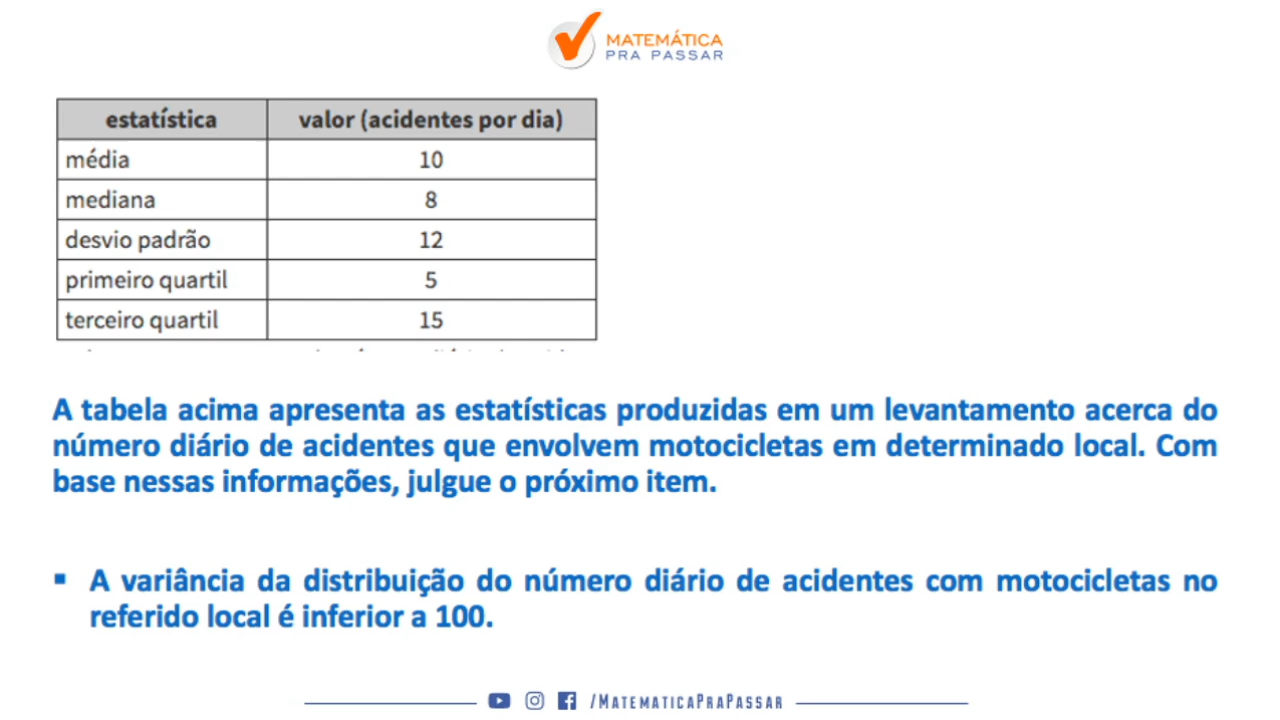 MATEMÁTICA
PRA PASSAR
estatística valor (acidentes por dia)
média 10
mediana 8
desvio padrão 12
primeiro quartil 5
terceiro quartil 15
A tabela acima apresenta as estatísticas produzidas em um levantamento acerca do
número diário de acidentes que envolvem motocicletas em determinado local. Com
base nessas informações, julgue o próximo item.
▪ A variância da distribuição do número diário de acidentes com motocicletas no
referido local é inferior a 100.
/MATEMATICAPRAPASSAR